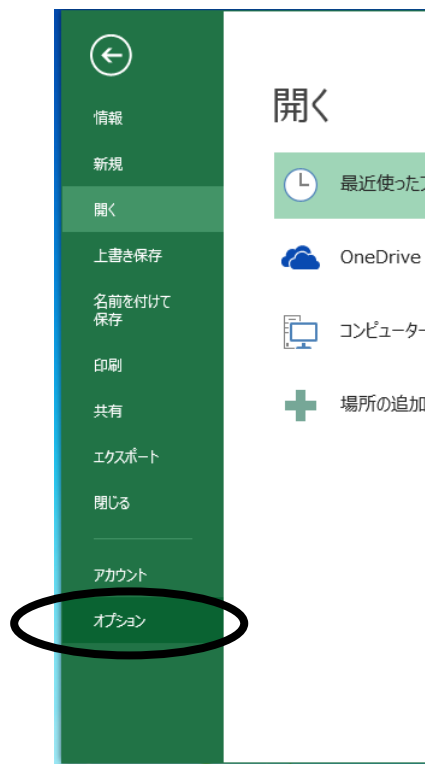 情報
新規
開く
上書き保存
名前を付けて
保存
印刷
共有
エクスポート
閉じる
アカウント
オプション
開く
最近使った
OneDrive
コンピューター
場所の追加